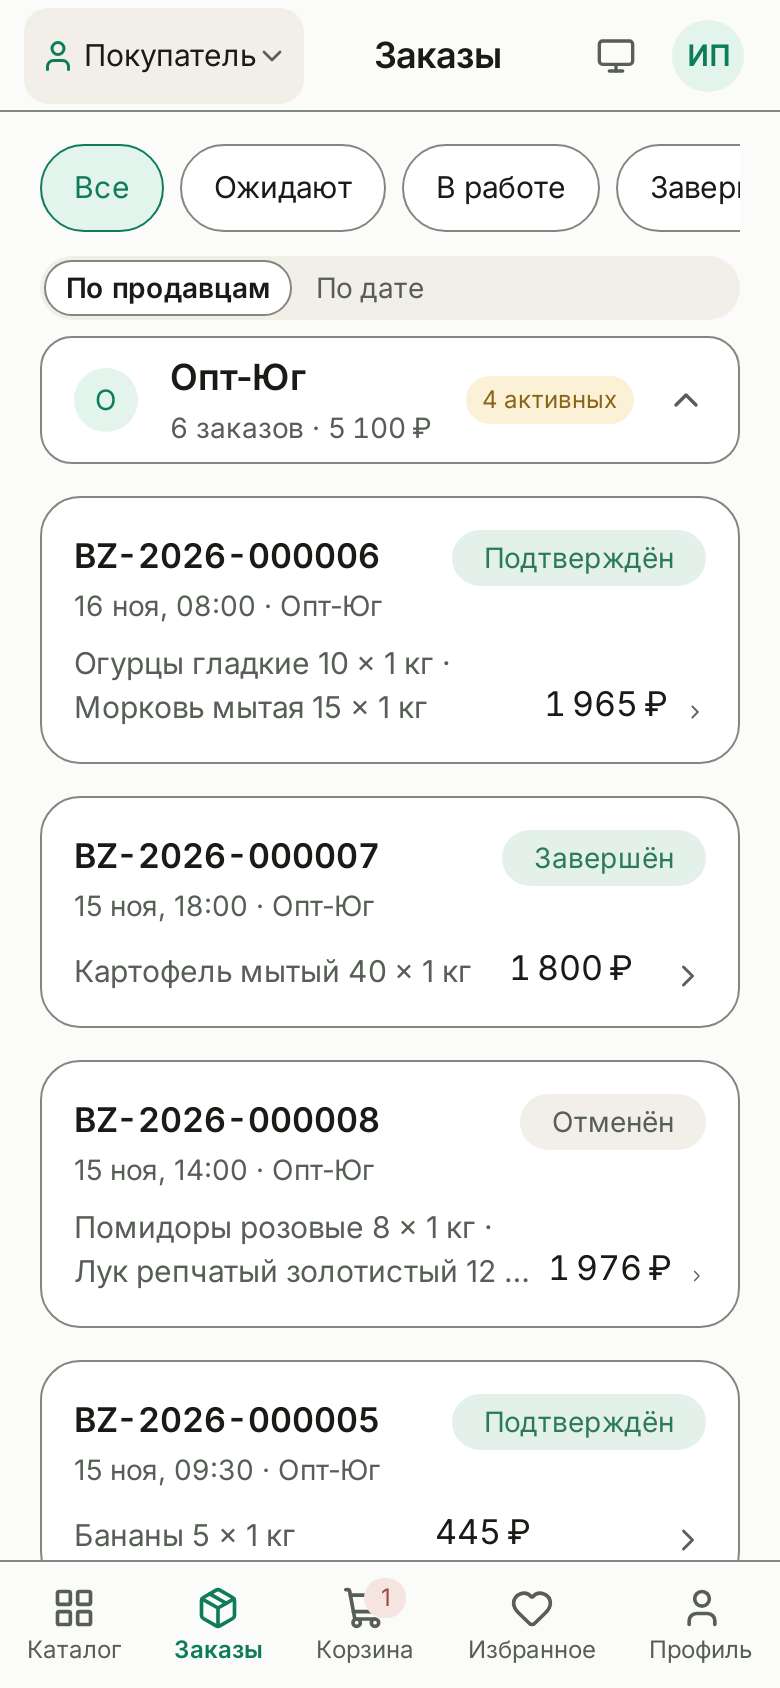 Покупатель
Заказы
ИП
Все
Ожидают
В работе
По продавцам
По дате
О
Опт-Юг
6 заказов · 5 100 ₽
4 активных
BZ-2026-000006
Подтверждён
16 ноя, 08:00 · Опт-Юг
Огурцы гладкие 10 × 1 кг ·
Морковь мытая 15 × 1 кг
1 965 ₽
BZ-2026-000007
Завершён
15 ноя, 18:00 · Опт-Юг
Картофель мытый 40 × 1 кг
1 800 ₽
BZ-2026-000008
Отменён
15 ноя, 14:00 · Опт-Юг
Помидоры розовые 8 × 1 кг ·
Лук репчатый золотистый 12 ...
1 976 ₽
BZ-2026-000005
Подтверждён
15 ноя, 09:30 · Опт-Юг
Бананы 5 × 1 кг
445 ₽
1
Каталог
Заказы
Корзина
Избранное
Профиль